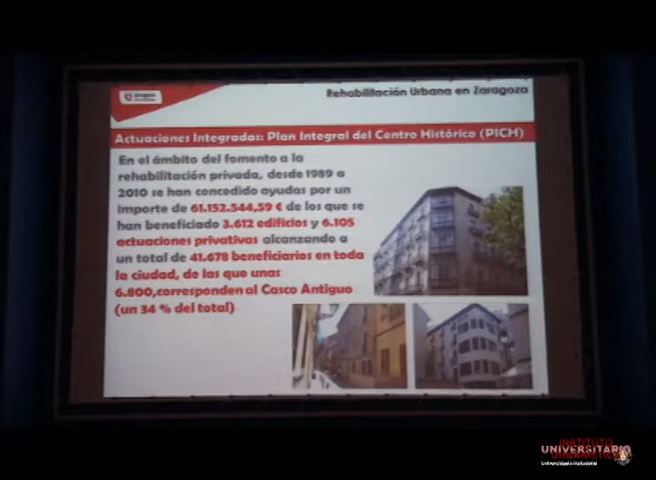 Rehabilitación Urbana en Zaragoza
Actuaciones Integradas: Plan Integral del Centro Histórico (PICH)
En el ámbito del fomento a la
rehabilitación privada, desde 1989 a
2010 se han concedido ayudas por un
importe de 61.152.544,59 € de los que se
han beneficiado 3.612 edificios y 6.105
actuaciones privativas alcanzando a
un total de 41.678 beneficiarios en toda
la ciudad, de las que unas
6.800,corresponden al Casco Antiguo
(un 34 % del total)
INSTITUTO
UNIVERSITARIO